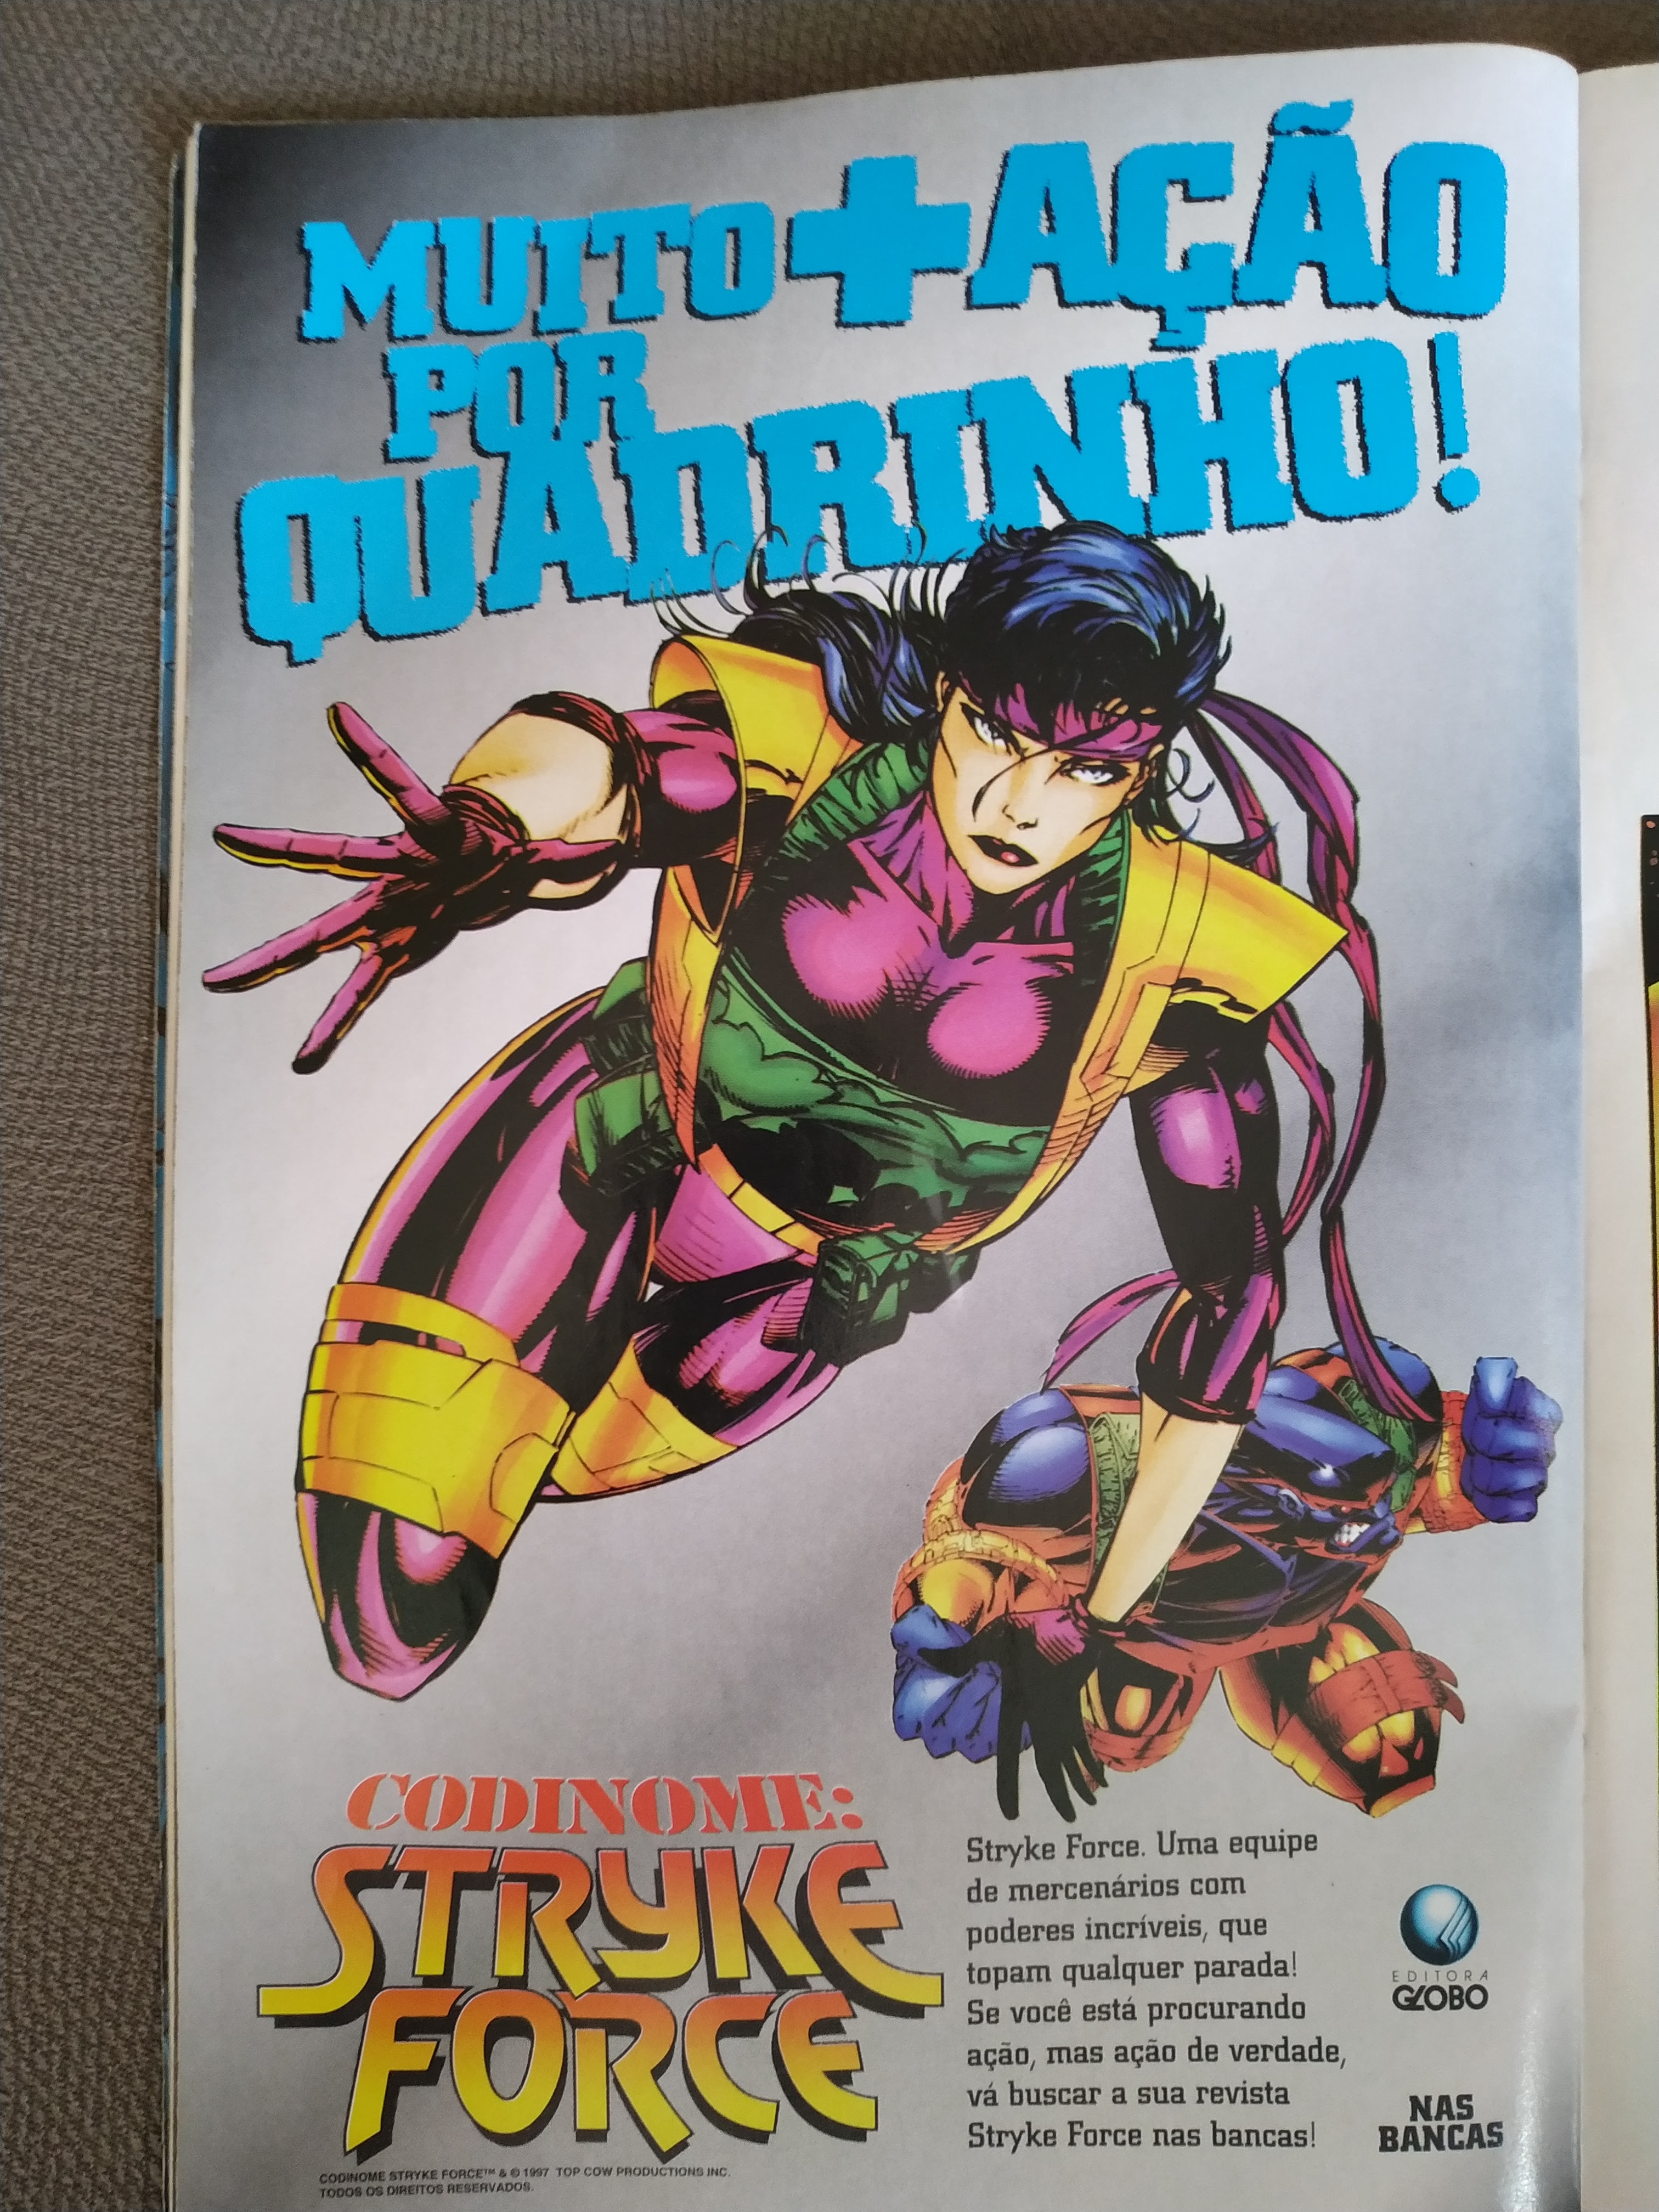 MUITO + AÇÃO
POR
QUADRINHO!
CODINOME:
STRYKE
FORCE
Stryke Force. Uma equipe
de mercenários com
poderes incríveis, que
topam qualquer parada!
Se você está procurando
ação, mas ação de verdade,
vá buscar a sua revista
Stryke Force nas bancas!
EDITORA
GLOBO
NAS
BANCAS
CODINOME STRYKE FORCE™ & © 1997 TOP COW PRODUCTIONS INC.
TODOS OS DIREITOS RESERVADOS.